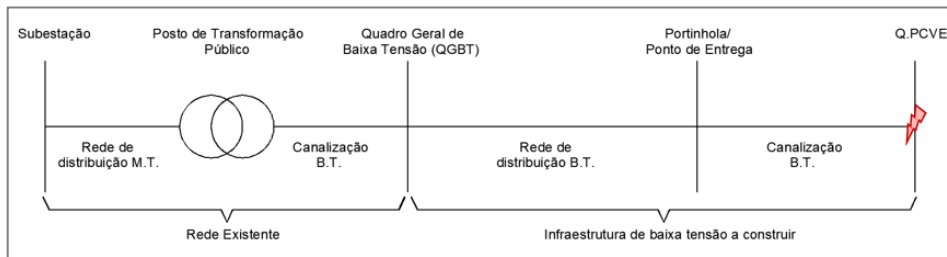 Subestação
Posto de Transformação
Público
Quadro Geral de
Baixa Tensão (QGBT)
Portinhola/
Ponto de Entrega
Q.PCVE
Rede de
distribuição M.T.
Canalização
B.T.
Rede de
distribuição B.T.
Canalização
B.T.
Rede Existente
Infraestrutura de baixa tensão a construir